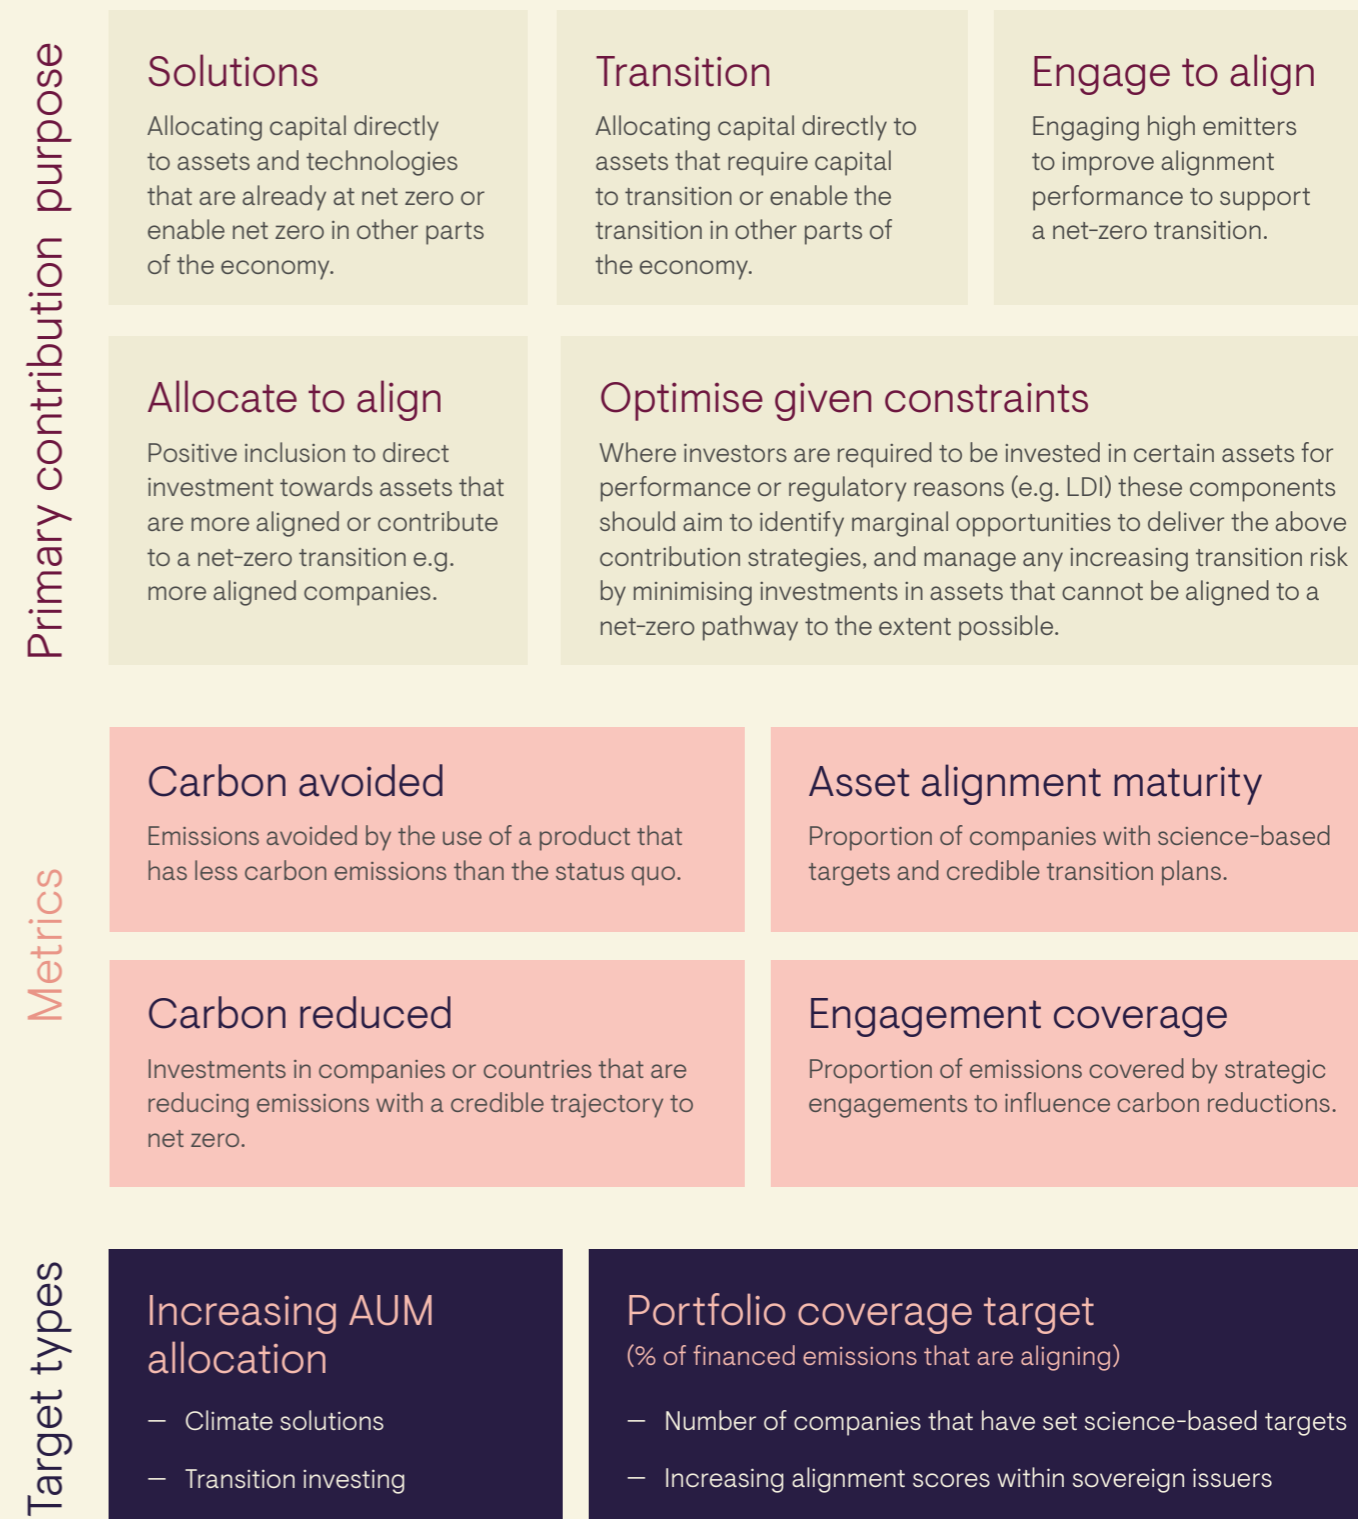 Primary contribution purpose
Solutions
Allocating capital directly
to assets and technologies
that are already at net zero or
enable net zero in other parts
of the economy.
Transition
Allocating capital directly to
assets that require capital
to transition or enable the
transition in other parts of
the economy.
Engage to align
Engaging high emitters
to improve alignment
performance to support
a net-zero transition.
Allocate to align
Positive inclusion to direct
investment towards assets that
are more aligned or contribute
to a net-zero transition e.g.
more aligned companies.
Optimise given constraints
Where investors are required to be invested in certain assets for
performance or regulatory reasons (e.g. LDI) these components
should aim to identify marginal opportunities to deliver the above
contribution strategies, and manage any increasing transition risk
by minimising investments in assets that cannot be aligned to a
net-zero pathway to the extent possible.
Metrics
Carbon avoided
Emissions avoided by the use of a product that
has less carbon emissions than the status quo.
Asset alignment maturity
Proportion of companies with science-based
targets and credible transition plans.
Carbon reduced
Investments in companies or countries that are
reducing emissions with a credible trajectory to
net zero.
Engagement coverage
Proportion of emissions covered by strategic
engagements to influence carbon reductions.
Target types
Increasing AUM
allocation
— Climate solutions
— Transition investing
Portfolio coverage target
(% of financed emissions that are aligning)
— Number of companies that have set science-based targets
— Increasing alignment scores within sovereign issuers